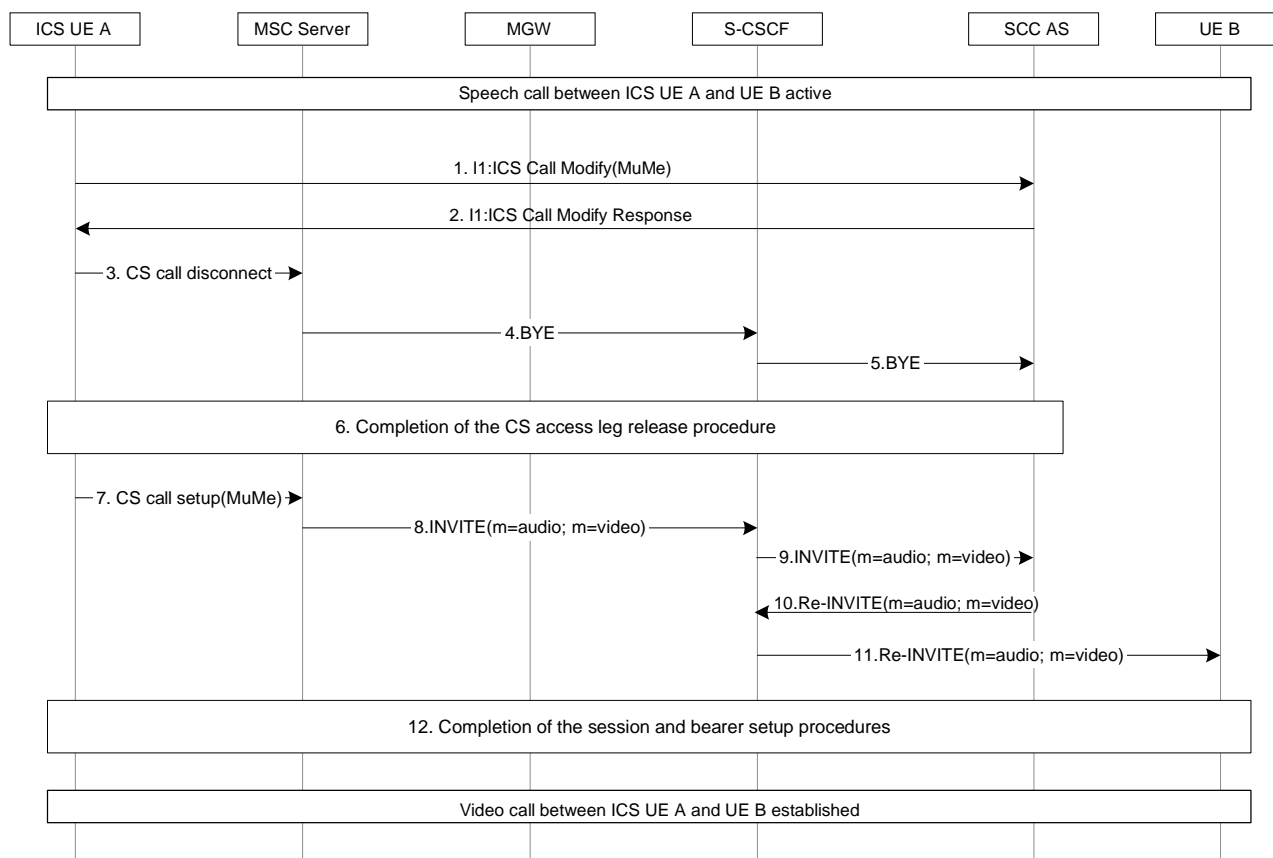 ICS UE A
MSC Server
MGW
S-CSCF
SCC AS
UE B
Speech call between ICS UE A and UE B active
1. I1:ICS Call Modify(MuMe)
2. I1:ICS Call Modify Response
3. CS call disconnect
4.BYE
5.BYE
6. Completion of the CS access leg release procedure
7. CS call setup(MuMe)
8.INVITE(m=audio; m=video)
9.INVITE(m=audio; m=video)
10.Re-INVITE(m=audio; m=video)
11.Re-INVITE(m=audio; m=video)
12. Completion of the session and bearer setup procedures
Video call between ICS UE A and UE B established